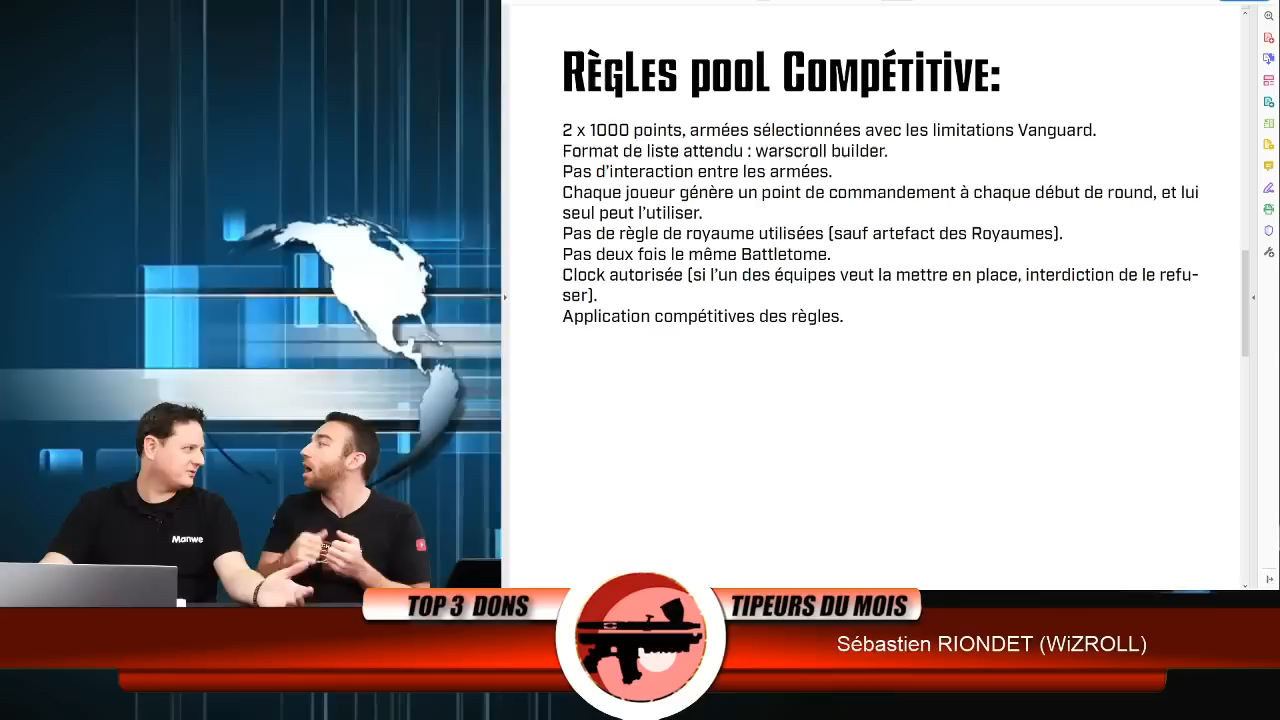 Règles pool Compétitive:
2 x 1000 points, armées sélectionnées avec les limitations Vanguard.
Format de liste attendu : warscroll builder.
Pas d'interaction entre les armées.
Chaque joueur génère un point de commandement à chaque début de round, et lui
seul peut l'utiliser.
Pas de règle de royaume utilisées (sauf artefact des Royaumes).
Pas deux fois le même Battletome.
Clock autorisée (si l'un des équipes veut la mettre en place, interdiction de le refu-
ser).
Application compétitives des règles.
Manwe
TOP 3 DONS
TIPEURS DU MOIS
Sébastien RIONDET (WiZROLL)